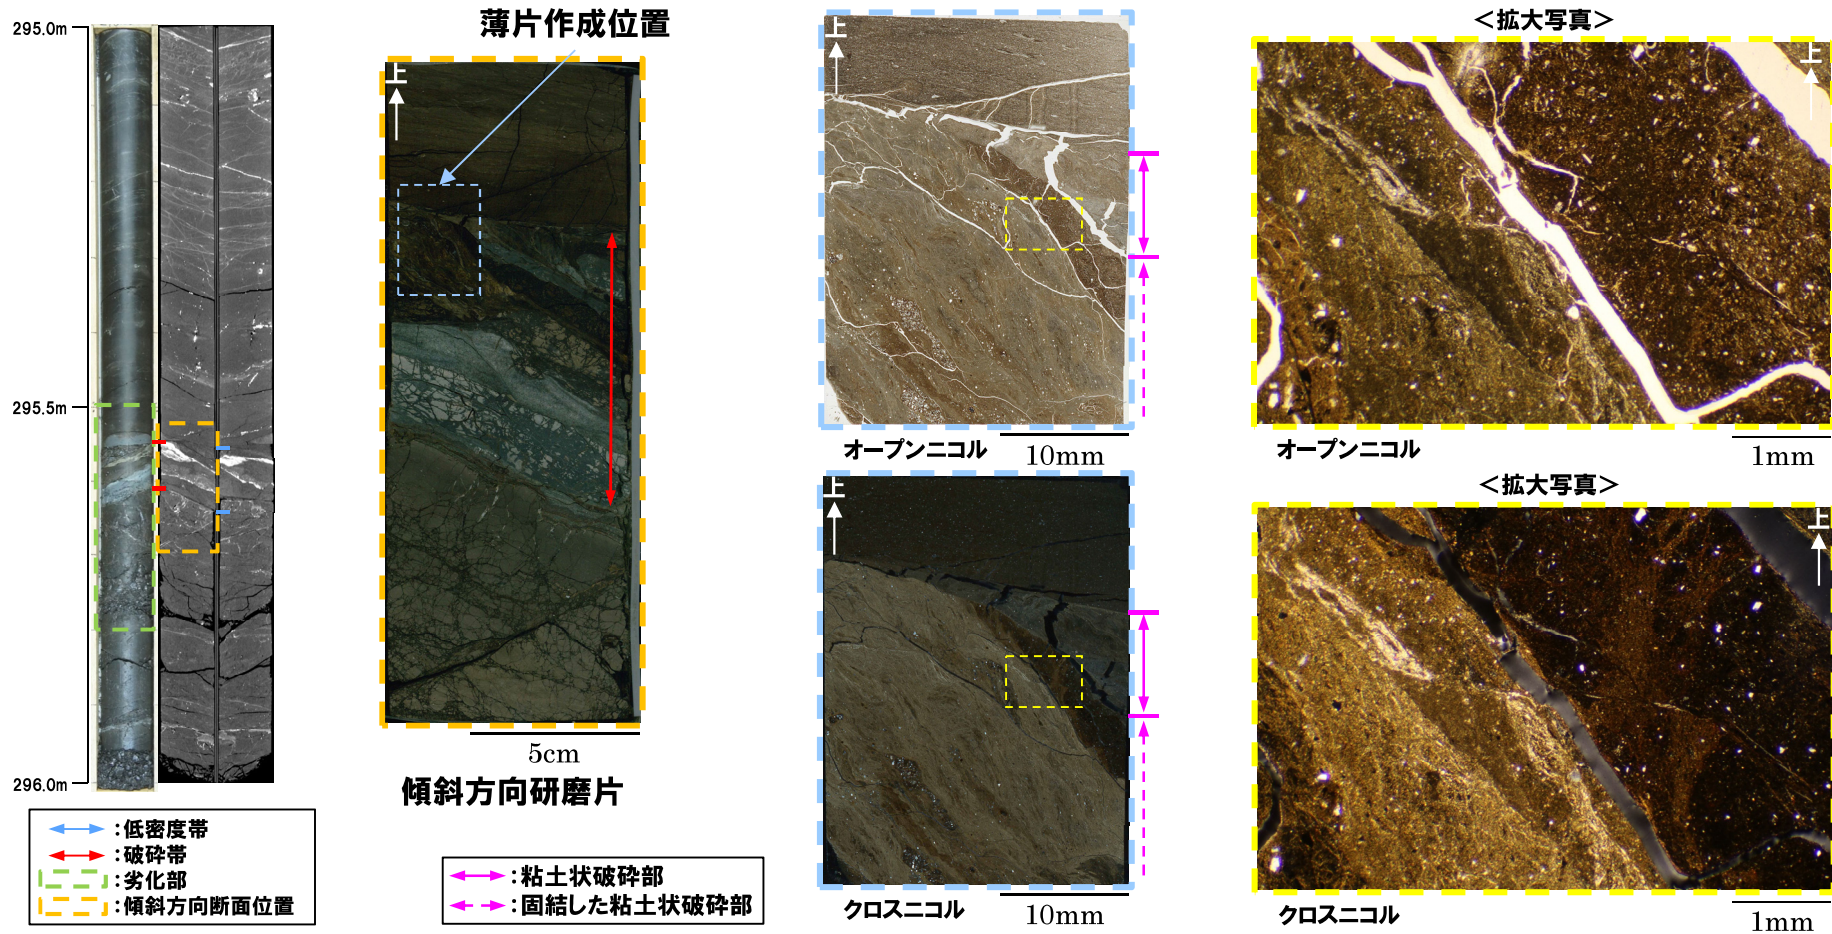 295.0m
295.5m
296.0m
:低密度帯
:破砕帯
:劣化部
:傾斜方向断面位置
薄片作成位置
上
5cm
傾斜方向研磨片
:粘土状破砕部
:固結した粘土状破砕部
上
オープンニコル
10mm
上
クロスニコル
10mm
＜拡大写真＞
上
オープンニコル
1mm
＜拡大写真＞
上
クロスニコル
1mm